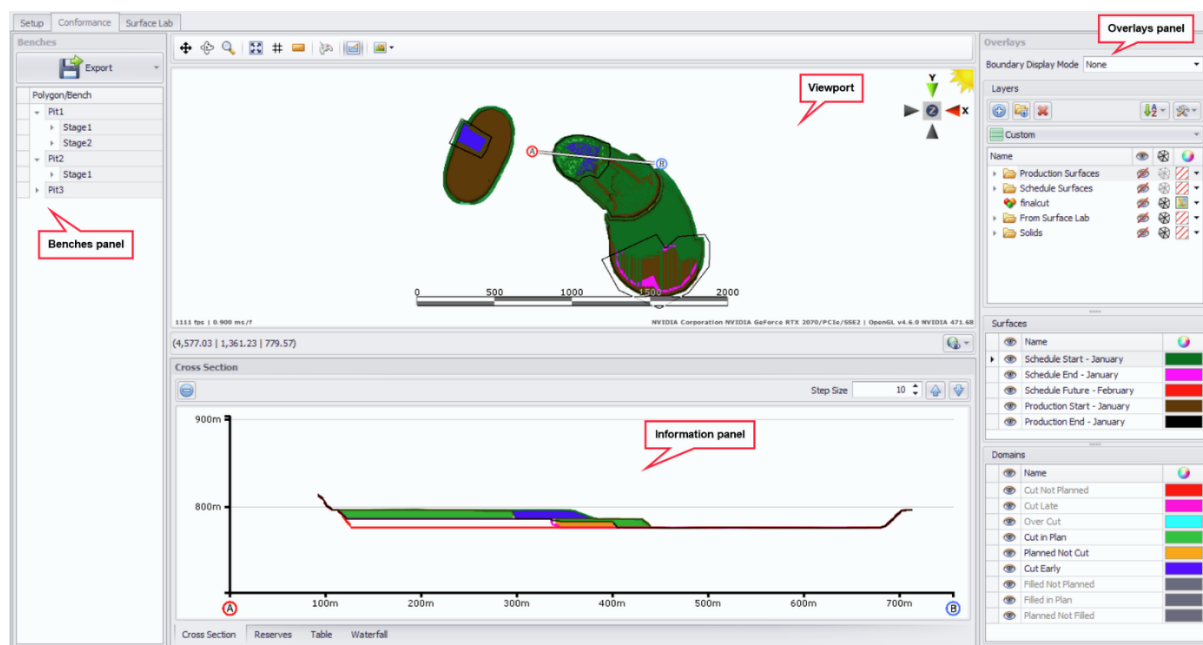 Setup Conformance Surface Lab
Benches
Export
Polygon/Bench
Pit1
Stage1
Stage2
Pit2
Stage1
Pit3
Benches panel
Viewport
Y
Z
X
A
B
0 500 1000 1500 2000
1111 fps | 0.900 ms/f
NVIDIA Corporation NVIDIA GeForce RTX 2070/PCIe/SSE2 | OpenGL v4.6.0 NVIDIA 471.68
(4,577.03 | 1,361.23 | 779.57)
Cross Section
Step Size 10
900m
800m
Information panel
A
100m 200m 300m 400m 500m 600m 700m
B
Cross Section Reserves Table Waterfall
Overlays
Overlays panel
Boundary Display Mode None
Layers
Custom
Name
Production Surfaces
Schedule Surfaces
finalcut
From Surface Lab
Solids
Surfaces
Name
Schedule Start - January
Schedule End - January
Schedule Future - February
Production Start - January
Production End - January
Domains
Name
Cut Not Planned
Cut Late
Over Cut
Cut in Plan
Planned Not Cut
Cut Early
Filled Not Planned
Filled in Plan
Planned Not Filled